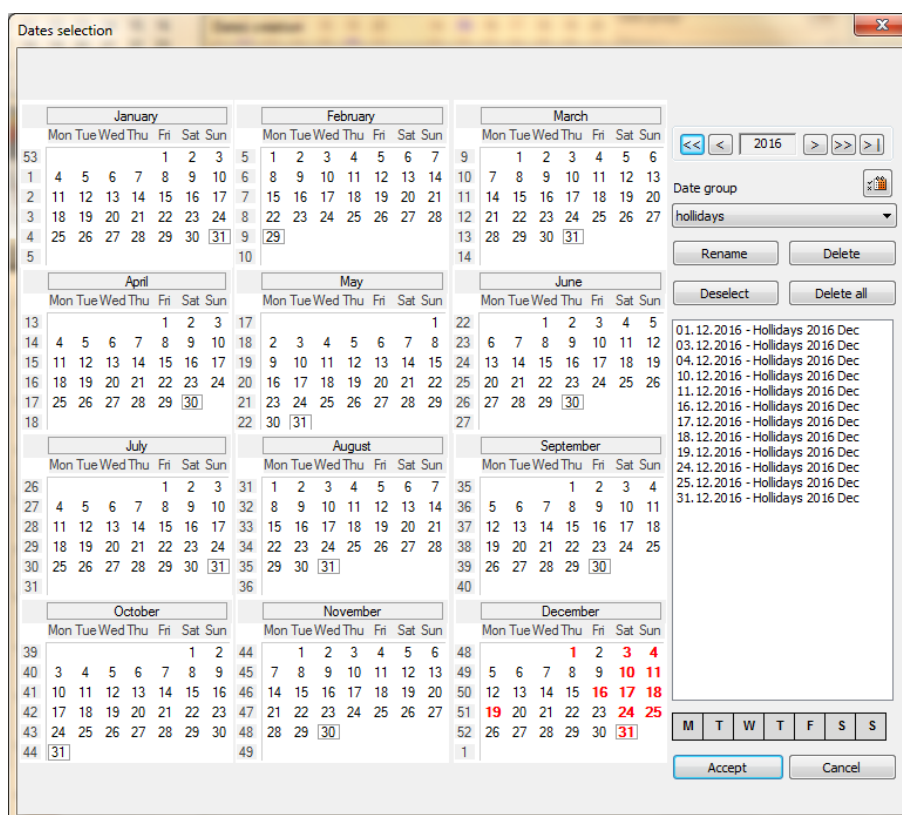 Dates selection
January February March
Mon Tue Wed Thu Fri Sat Sun Mon Tue Wed Thu Fri Sat Sun Mon Tue Wed Thu Fri Sat Sun
53 1 2 3 5 1 2 3 4 5 6 7 9 1 2 3 4 5 6
1 4 5 6 7 8 9 10 6 8 9 10 11 12 13 14 10 7 8 9 10 11 12 13
2 11 12 13 14 15 16 17 7 15 16 17 18 19 20 21 11 14 15 16 17 18 19 20
3 18 19 20 21 22 23 24 8 22 23 24 25 26 27 28 12 21 22 23 24 25 26 27
4 25 26 27 28 29 30 31 9 29 13 28 29 30 31
5 10 14
April May June
Mon Tue Wed Thu Fri Sat Sun Mon Tue Wed Thu Fri Sat Sun Mon Tue Wed Thu Fri Sat Sun
13 1 2 3 17 1 22 1 2 3 4 5
14 4 5 6 7 8 9 10 18 2 3 4 5 6 7 8 23 6 7 8 9 10 11 12
15 11 12 13 14 15 16 17 19 9 10 11 12 13 14 15 24 13 14 15 16 17 18 19
16 18 19 20 21 22 23 24 20 16 17 18 19 20 21 22 25 20 21 22 23 24 25 26
17 25 26 27 28 29 30 21 23 24 25 26 27 28 29 26 27 28 29 30
18 22 30 31 27
July August September
Mon Tue Wed Thu Fri Sat Sun Mon Tue Wed Thu Fri Sat Sun Mon Tue Wed Thu Fri Sat Sun
26 1 2 3 31 1 2 3 4 5 6 7 35 1 2 3 4
27 4 5 6 7 8 9 10 32 8 9 10 11 12 13 14 36 5 6 7 8 9 10 11
28 11 12 13 14 15 16 17 33 15 16 17 18 19 20 21 37 12 13 14 15 16 17 18
29 18 19 20 21 22 23 24 34 22 23 24 25 26 27 28 38 19 20 21 22 23 24 25
30 25 26 27 28 29 30 31 35 29 30 31 39 26 27 28 29 30
31 36 40
October November December
Mon Tue Wed Thu Fri Sat Sun Mon Tue Wed Thu Fri Sat Sun Mon Tue Wed Thu Fri Sat Sun
39 1 2 44 1 2 3 4 5 6 48 1 2 3 4
40 3 4 5 6 7 8 9 45 7 8 9 10 11 12 13 49 5 6 7 8 9 10 11
41 10 11 12 13 14 15 16 46 14 15 16 17 18 19 20 50 12 13 14 15 16 17 18
42 17 18 19 20 21 22 23 47 21 22 23 24 25 26 27 51 19 20 21 22 23 24 25
43 24 25 26 27 28 29 30 48 28 29 30 52 26 27 28 29 30 31
44 31 49 1
<< < 2016 > >> >|
Date group
hollidays
Rename Delete
Deselect Delete all
01.12.2016 - Hollidays 2016 Dec
03.12.2016 - Hollidays 2016 Dec
04.12.2016 - Hollidays 2016 Dec
10.12.2016 - Hollidays 2016 Dec
11.12.2016 - Hollidays 2016 Dec
16.12.2016 - Hollidays 2016 Dec
17.12.2016 - Hollidays 2016 Dec
18.12.2016 - Hollidays 2016 Dec
19.12.2016 - Hollidays 2016 Dec
24.12.2016 - Hollidays 2016 Dec
25.12.2016 - Hollidays 2016 Dec
31.12.2016 - Hollidays 2016 Dec
M T W T F S S
Accept Cancel